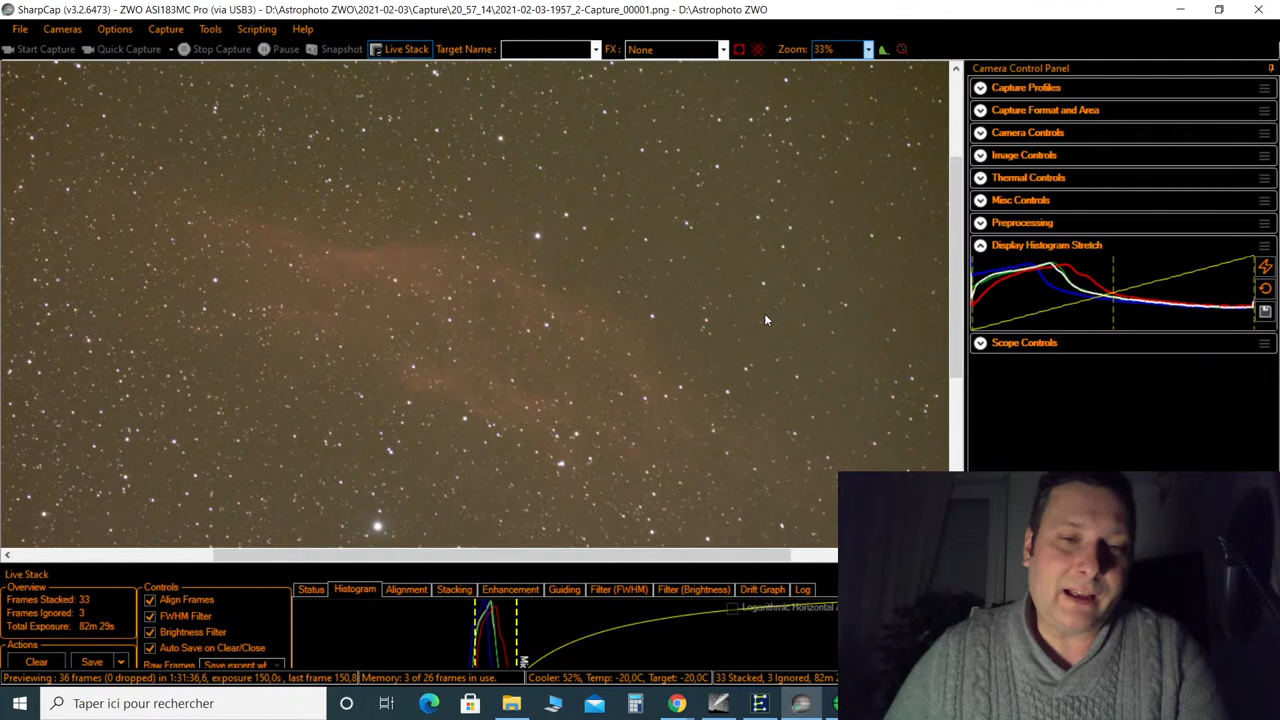 SharpCap (v3.2.6473) - ZWO ASI183MC Pro (via USB3) - D:\Astrophoto ZWO\2021-02-03\Capture\20_57_14\2021-02-03-1957_2-Capture_00001.png - D:\Astrophoto ZWO
File Cameras Options Capture Tools Scripting Help
Start Capture Quick Capture Stop Capture Pause Snapshot Live Stack Target Name : FX : None Zoom: 33%
Camera Control Panel
Capture Profiles
Capture Format and Area
Camera Controls
Image Controls
Thermal Controls
Misc Controls
Preprocessing
Display Histogram Stretch
Scope Controls
Live Stack
Overview
Frames Stacked: 33
Frames Ignored: 3
Total Exposure: 82m 29s
Actions
Clear Save
Controls
Align Frames
FWHM Filter
Brightness Filter
Auto Save on Clear/Close
Raw Frames Save except wh
Status Histogram Alignment Stacking Enhancement Guiding Filter (FWHM) Filter (Brightness) Drift Graph Log
Logarithmic Horizontal A
Previewing : 36 frames (0 dropped) in 1:31:36,6, exposure 150,0s , last frame 150,8 Memory: 3 of 26 frames in use. Cooler: 52%, Temp: -20,0C, Target: -20,0C 33 Stacked, 3 Ignored, 82m 2
Taper ici pour rechercher